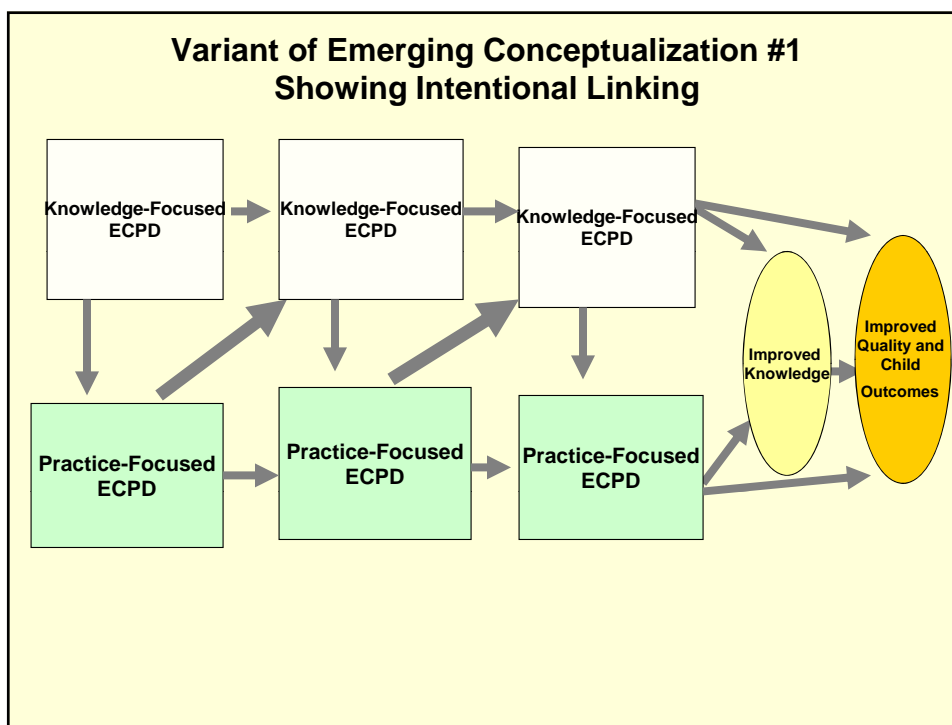 Variant of Emerging Conceptualization #1
Showing Intentional Linking
Knowledge-Focused
ECPD
Knowledge-Focused
ECPD
Knowledge-Focused
ECPD
Practice-Focused
ECPD
Practice-Focused
ECPD
Practice-Focused
ECPD
Improved
Knowledge
Improved
Quality and
Child
Outcomes